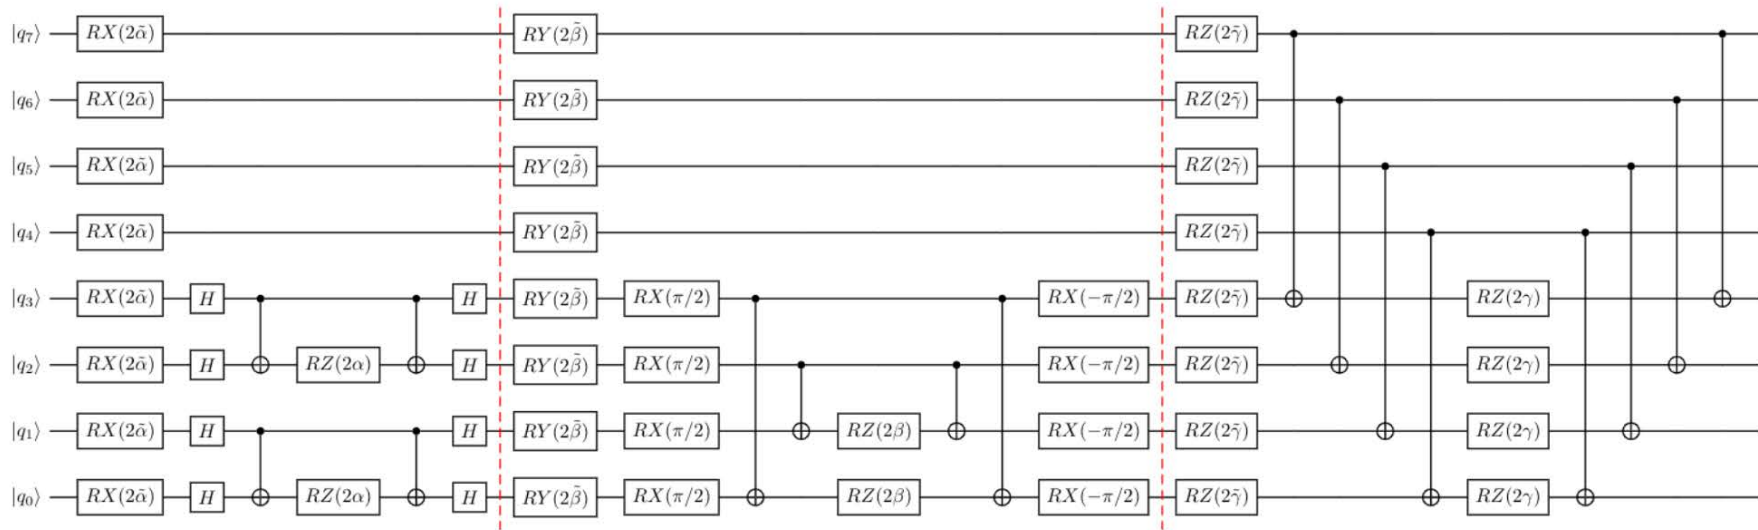 |q₇⟩ RX(2α̃) RY(2β̃) RZ(2γ̃)
|q₆⟩ RX(2α̃) RY(2β̃) RZ(2γ̃)
|q₅⟩ RX(2α̃) RY(2β̃) RZ(2γ̃)
|q₄⟩ RX(2α̃) RY(2β̃) RZ(2γ̃)
|q₃⟩ RX(2α̃) H H RY(2β̃) RX(π/2) RX(−π/2) RZ(2γ̃) RZ(2γ)
|q₂⟩ RX(2α̃) H RZ(2α) H RY(2β̃) RX(π/2) RX(−π/2) RZ(2γ̃) RZ(2γ)
|q₁⟩ RX(2α̃) H H RY(2β̃) RX(π/2) RZ(2β) RX(−π/2) RZ(2γ̃) RZ(2γ)
|q₀⟩ RX(2α̃) H RZ(2α) H RY(2β̃) RX(π/2) RZ(2β) RX(−π/2) RZ(2γ̃) RZ(2γ)